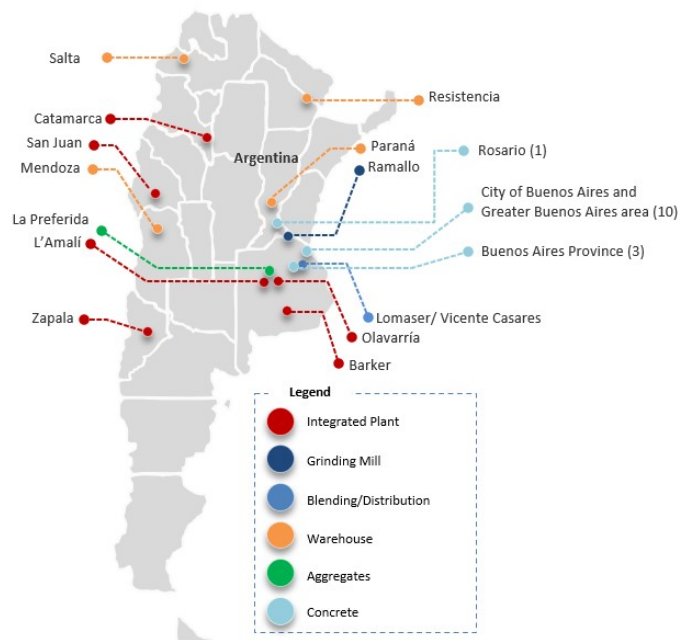 Salta
Resistencia
Catamarca
San Juan
Mendoza
Argentina
Paraná
Ramallo
Rosario (1)
City of Buenos Aires and
Greater Buenos Aires area (10)
La Preferida
L’Amalí
Buenos Aires Province (3)
Zapala
Lomaser/ Vicente Casares
Olavarría
Barker
Legend
Integrated Plant
Grinding Mill
Blending/Distribution
Warehouse
Aggregates
Concrete